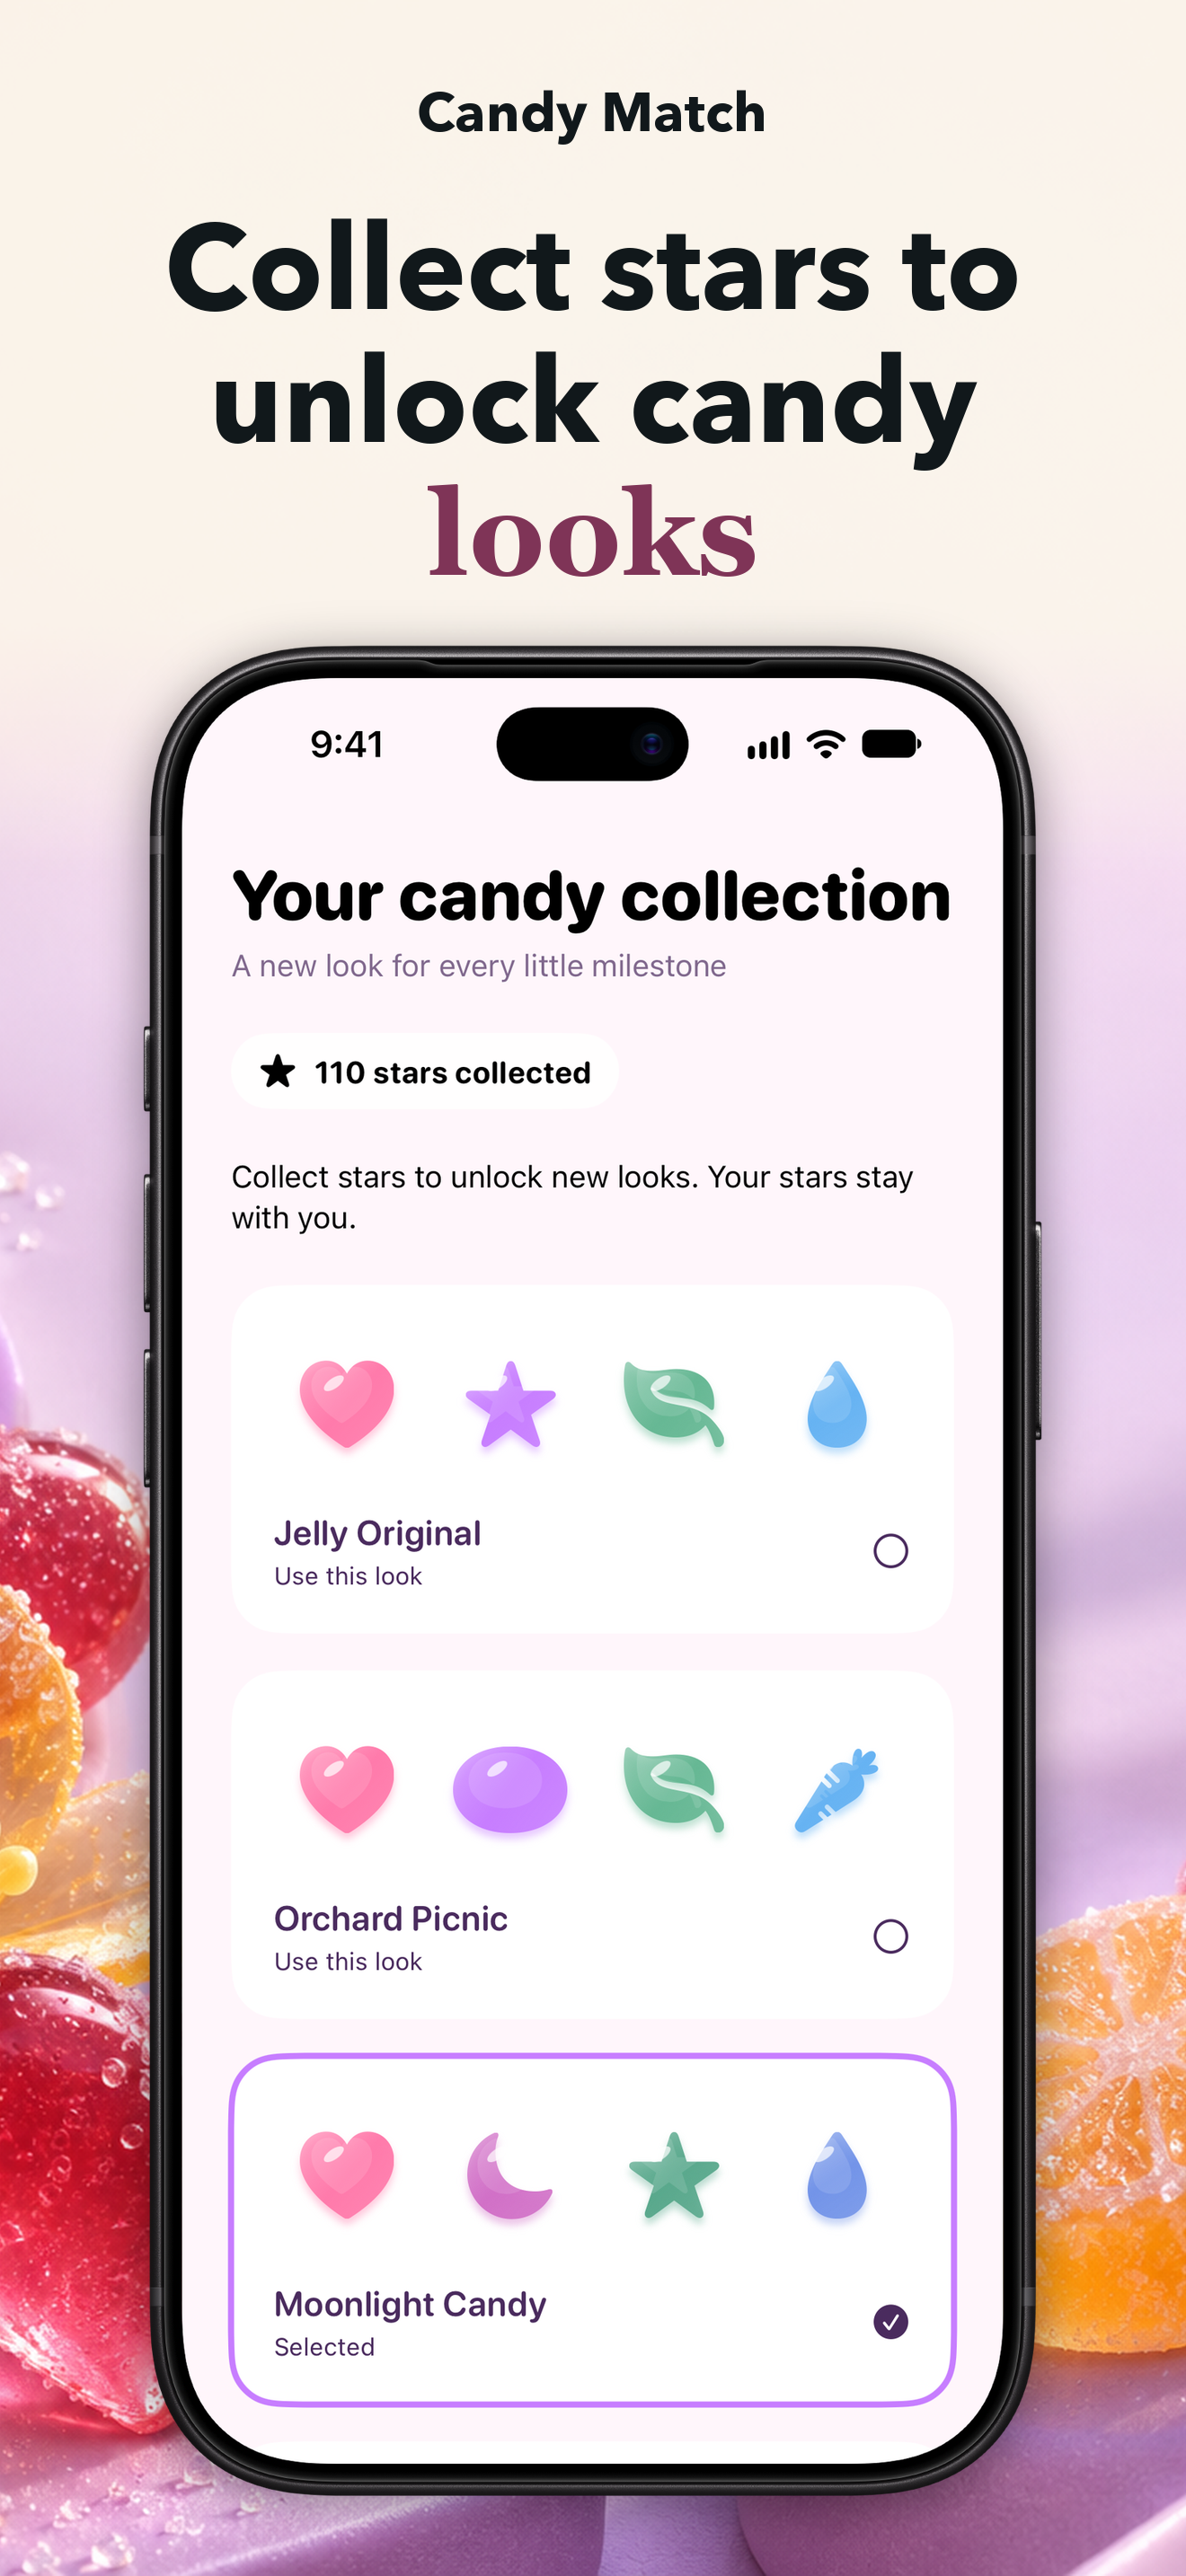 Candy Match
Collect stars to
unlock candy
looks
9:41
Your candy collection
A new look for every little milestone
110 stars collected
Collect stars to unlock new looks. Your stars stay
with you.
Jelly Original
Use this look
Orchard Picnic
Use this look
Moonlight Candy
Selected